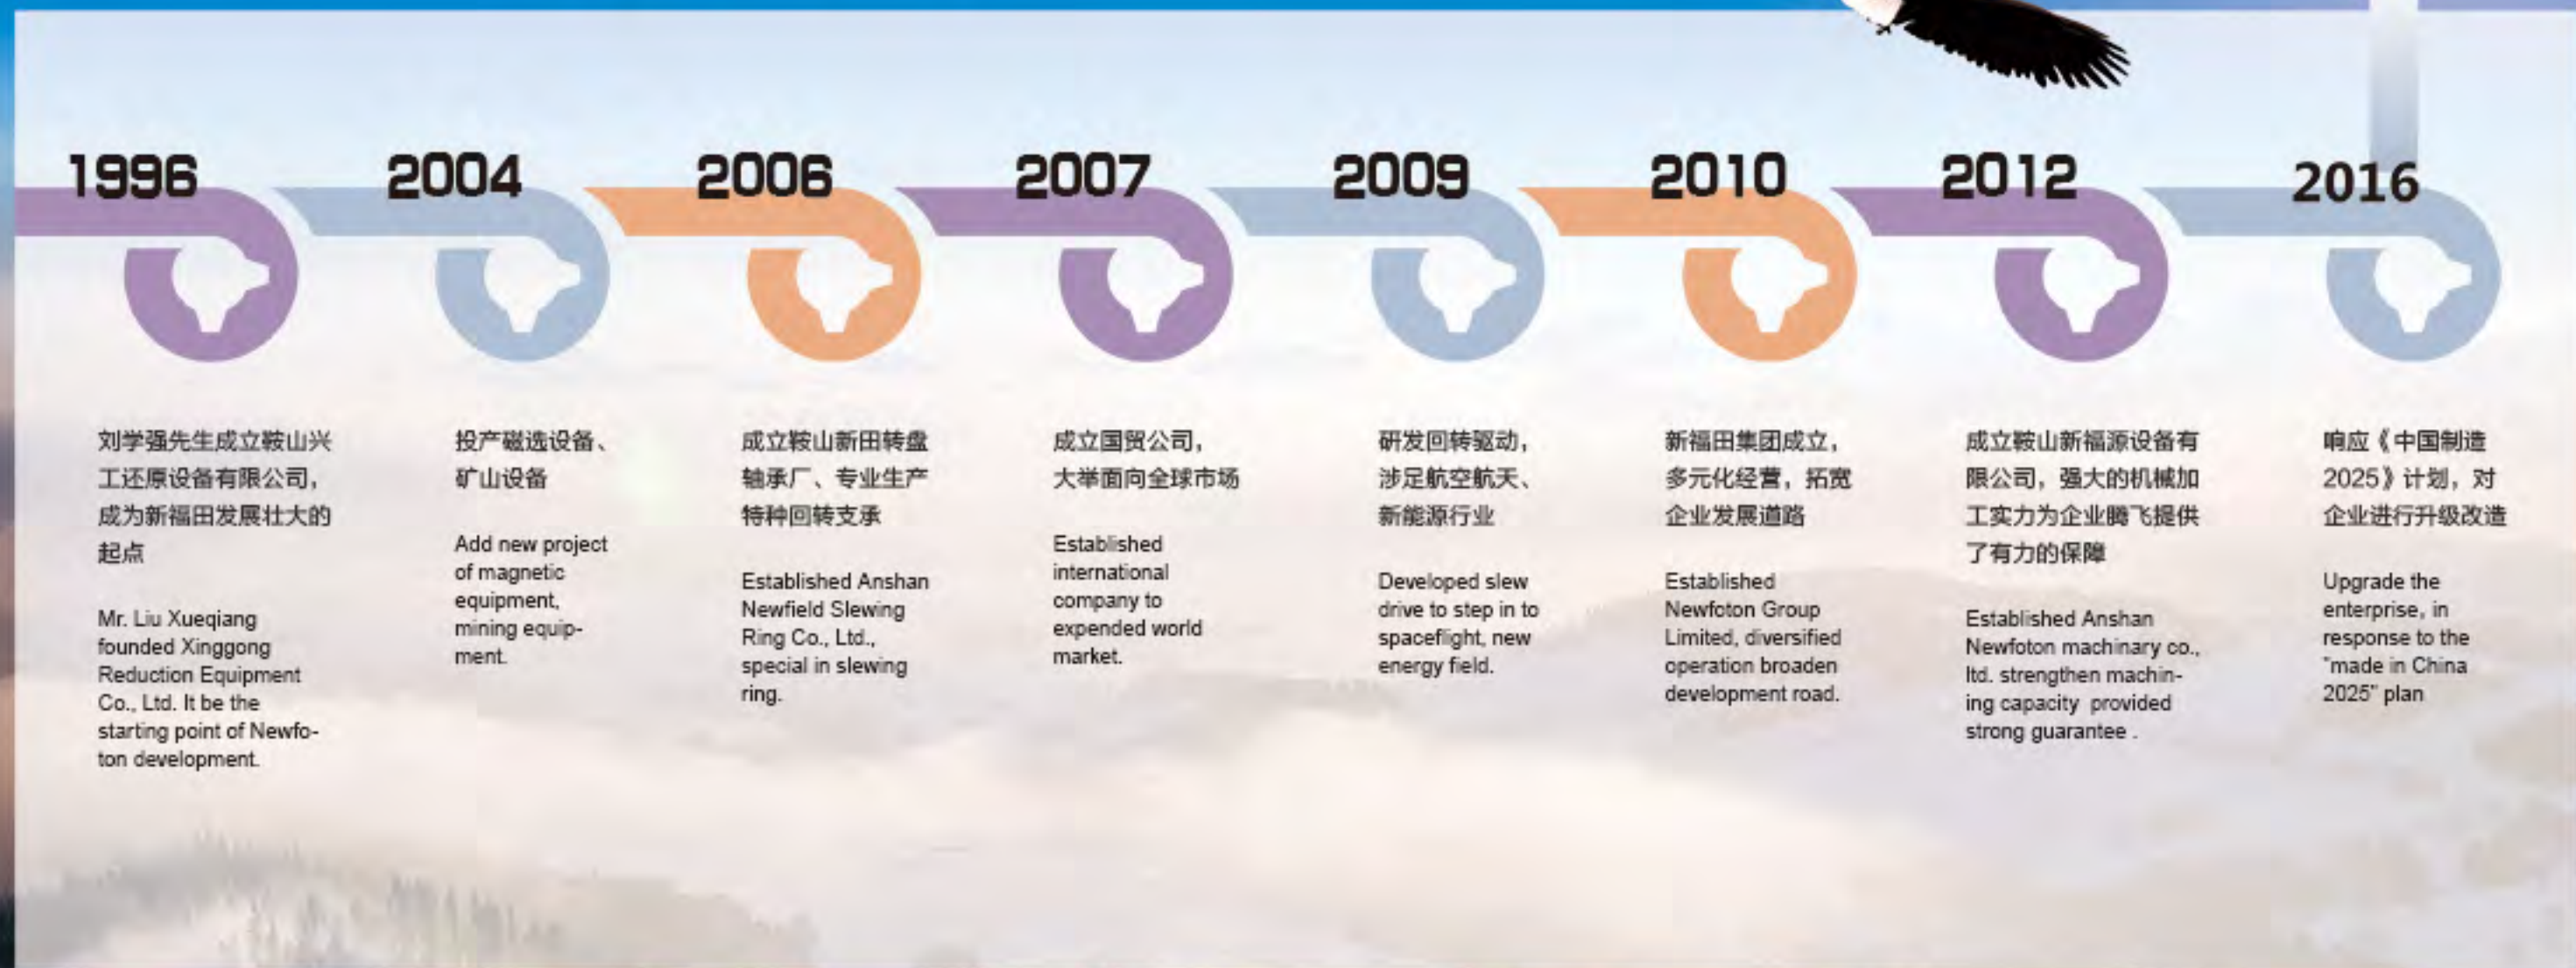 1996
刘学强先生成立鞍山兴
工还原设备有限公司，
成为新福田发展壮大的
起点
Mr. Liu Xueqiang
founded Xinggong
Reduction Equipment
Co., Ltd. It be the
starting point of Newfo-
ton development.
2004
投产磁选设备、
矿山设备
Add new project
of magnetic
equipment,
mining equip-
ment.
2006
成立鞍山新田转盘
轴承厂、专业生产
特种回转支承
Established Anshan
Newfield Slewing
Ring Co., Ltd.,
special in slewing
ring.
2007
成立国贸公司，
大举面向全球市场
Established
international
company to
expended world
market.
2009
研发回转驱动，
涉足航空航天、
新能源行业
Developed slew
drive to step in to
spaceflight, new
energy field.
2010
新福田集团成立，
多元化经营，拓宽
企业发展道路
Established
Newfoton Group
Limited, diversified
operation broaden
development road.
2012
成立鞍山新福源设备有
限公司，强大的机械加
工实力为企业腾飞提供
了有力的保障
Established Anshan
Newfoton machinary co.,
ltd. strengthen machin-
ing capacity provided
strong guarantee .
2016
响应《中国制造
2025》计划，对
企业进行升级改造
Upgrade the
enterprise, in
response to the
"made in China
2025" plan